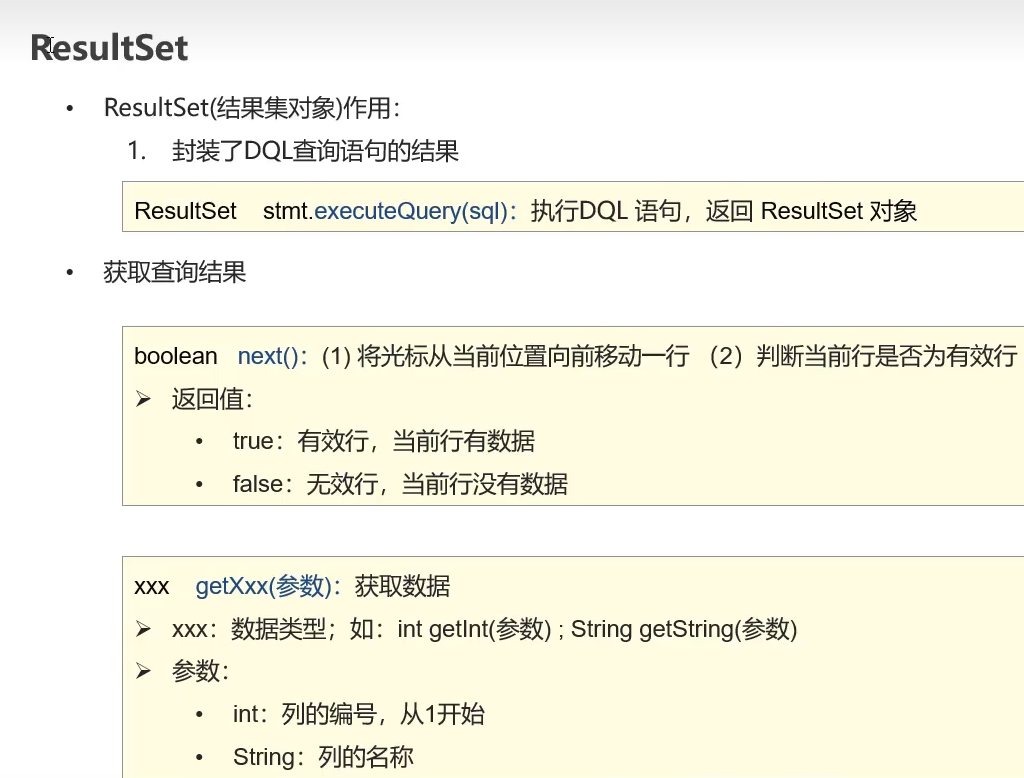 ResultSet
• ResultSet(结果集对象)作用：
1. 封装了DQL查询语句的结果
ResultSet stmt.executeQuery(sql)：执行DQL 语句，返回 ResultSet 对象
• 获取查询结果
boolean next()：(1) 将光标从当前位置向前移动一行 （2）判断当前行是否为有效行
➢ 返回值：
• true：有效行，当前行有数据
• false：无效行，当前行没有数据
xxx getXxx(参数)：获取数据
➢ xxx：数据类型；如：int getInt(参数) ; String getString(参数)
➢ 参数：
• int：列的编号，从1开始
• String：列的名称